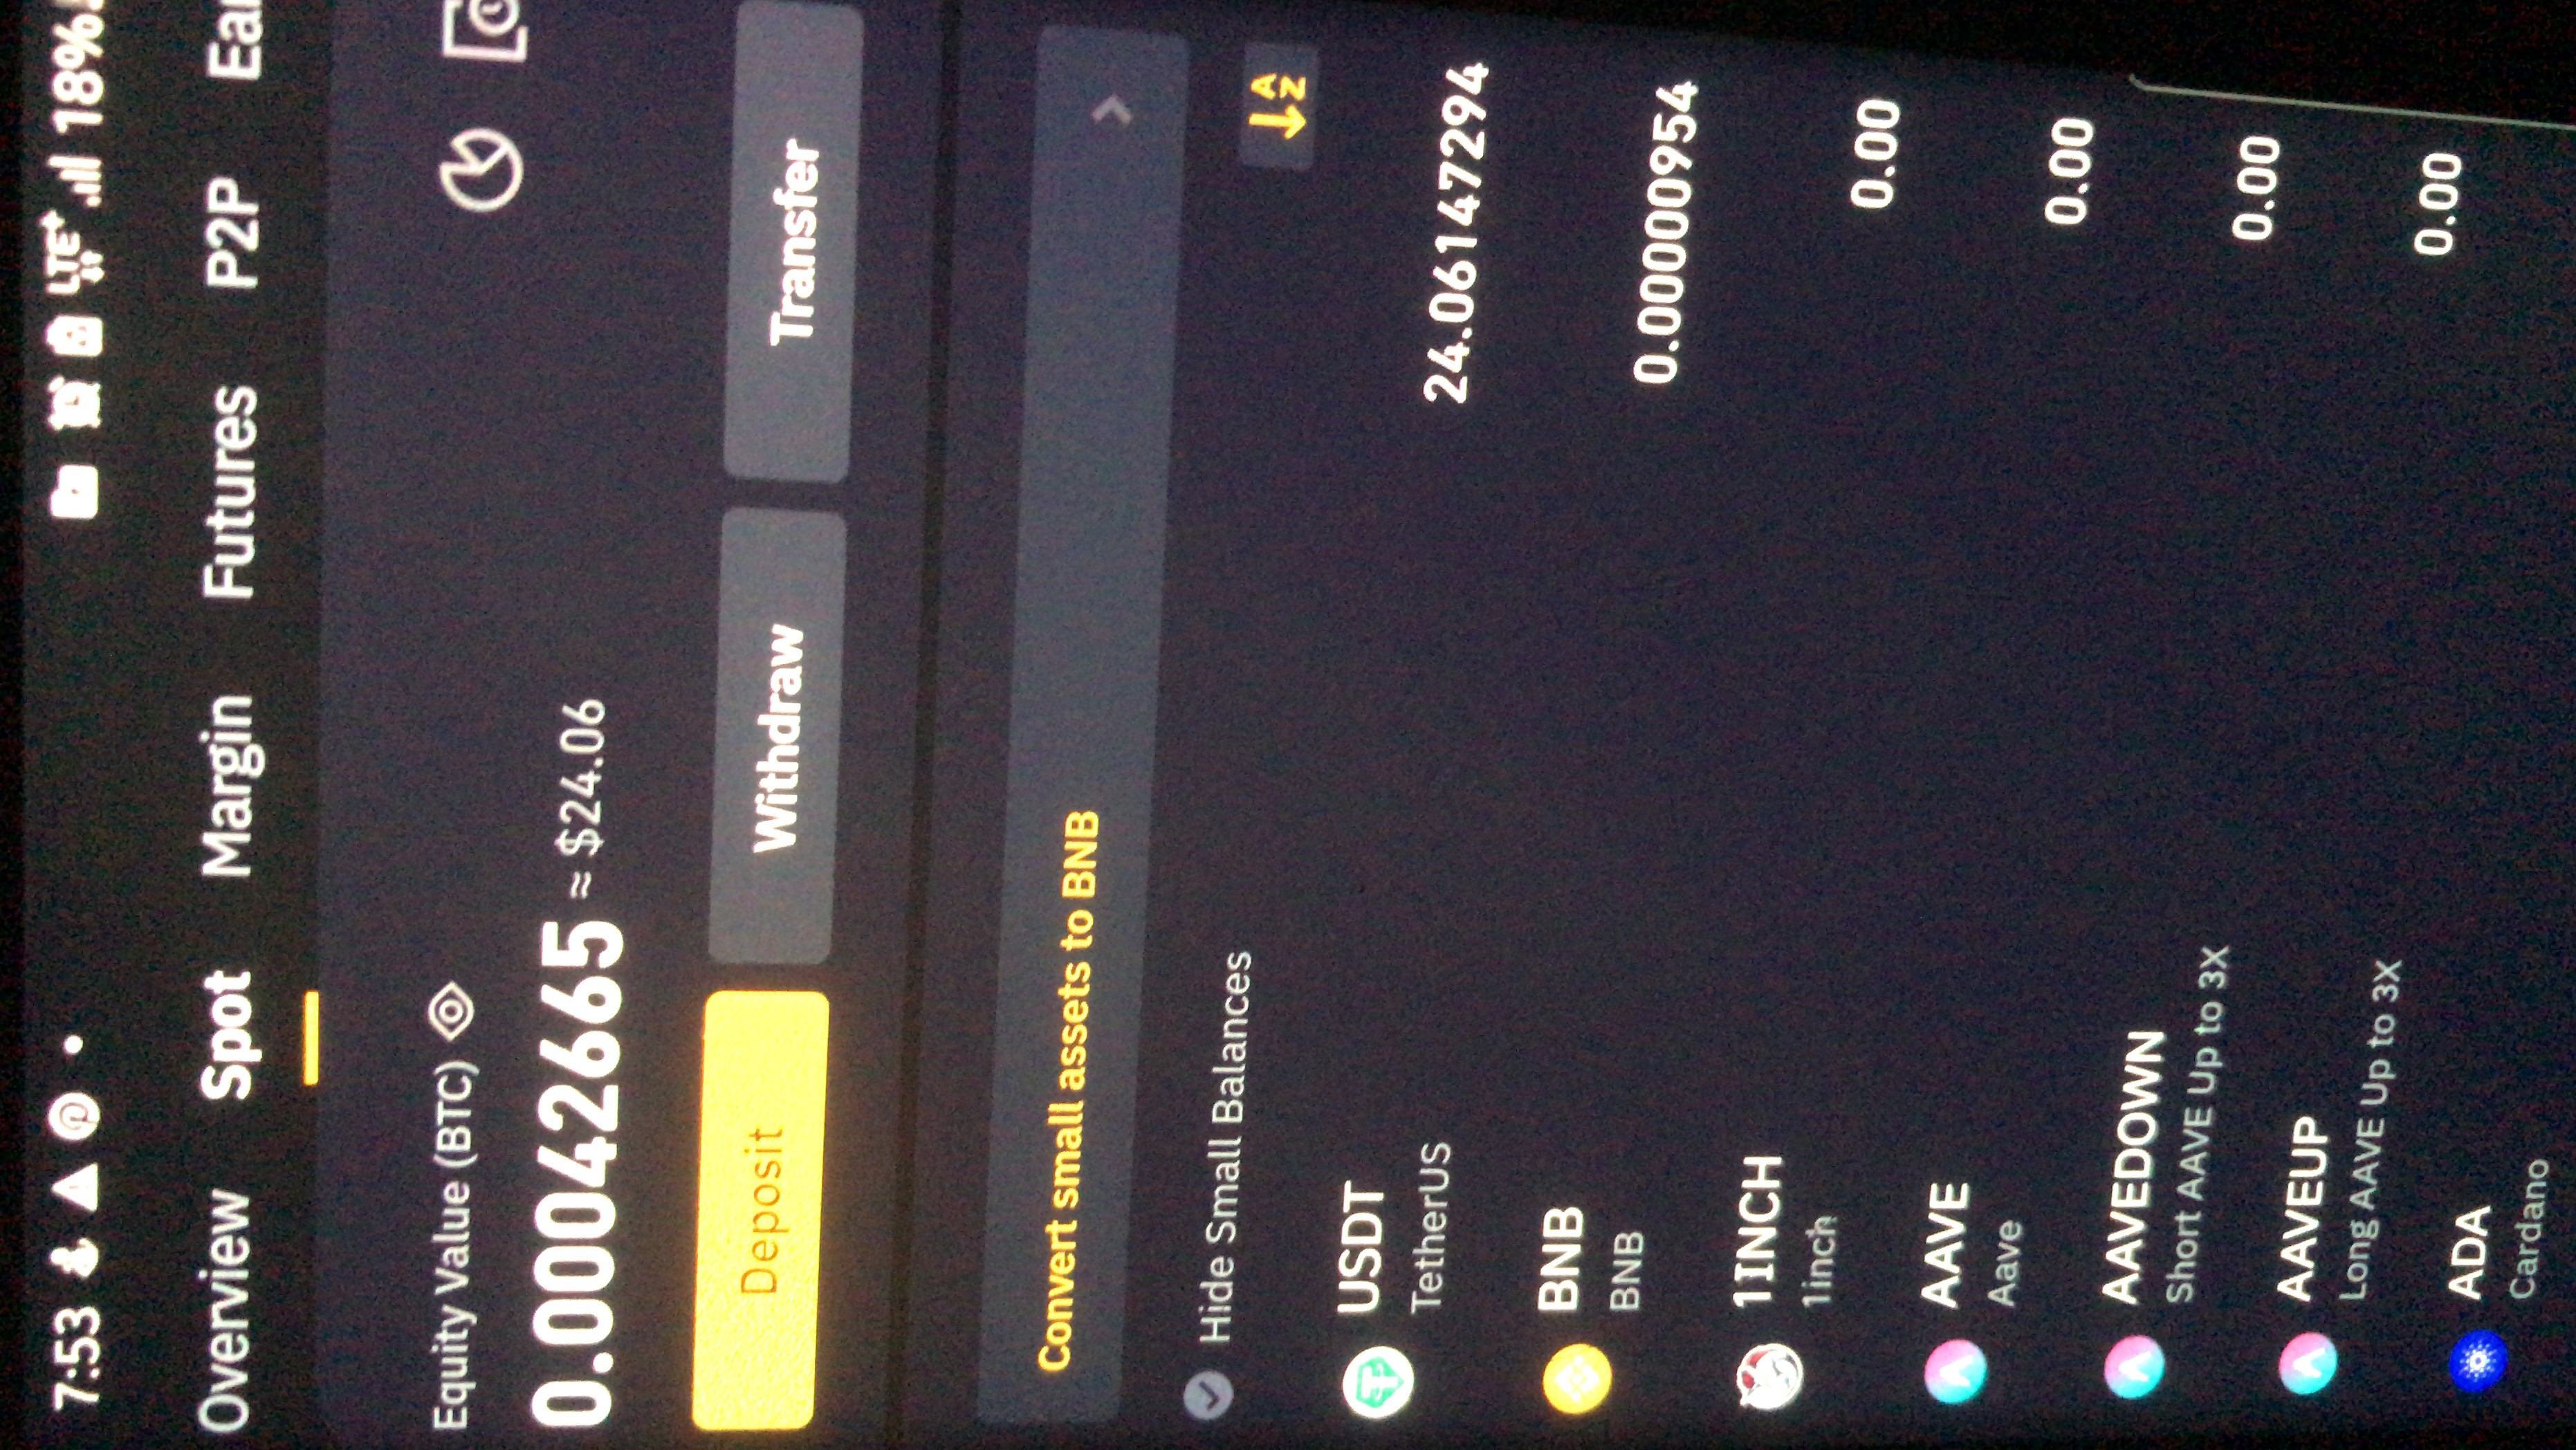 7:53 LTE+ 18%
Overview Spot Margin Futures P2P
Equity Value (BTC)
0.00042665 ≈ $24.06
Deposit Withdraw Transfer
Convert small assets to BNB
Hide Small Balances A Z
USDT 24.06147294
TetherUS
BNB 0.00000954
BNB
1INCH 0.00
1inch
AAVE 0.00
Aave
AAVEDOWN 0.00
Short AAVE Up to 3X
AAVEUP 0.00
Long AAVE Up to 3X
ADA
Cardano